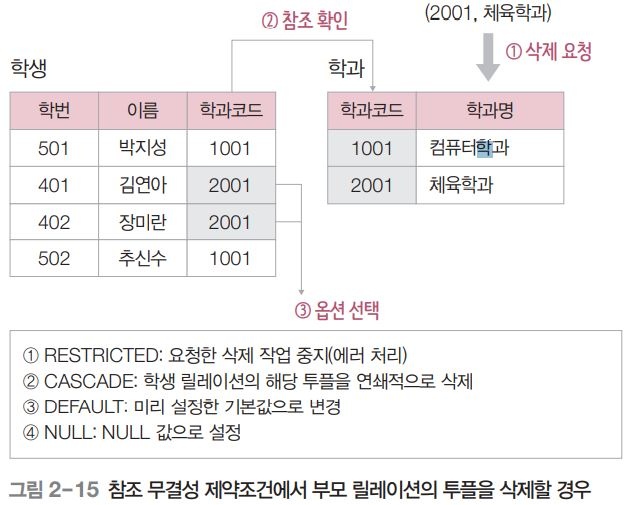 (2001, 체육학과)
② 참조 확인
① 삭제 요청
학생
학번 이름 학과코드
501 박지성 1001
401 김연아 2001
402 장미란 2001
502 추신수 1001
학과
학과코드 학과명
1001 컴퓨터학과
2001 체육학과
③ 옵션 선택
① RESTRICTED: 요청한 삭제 작업 중지(에러 처리)
② CASCADE: 학생 릴레이션의 해당 투플을 연쇄적으로 삭제
③ DEFAULT: 미리 설정한 기본값으로 변경
④ NULL: NULL 값으로 설정
그림 2-15 참조 무결성 제약조건에서 부모 릴레이션의 투플을 삭제할 경우